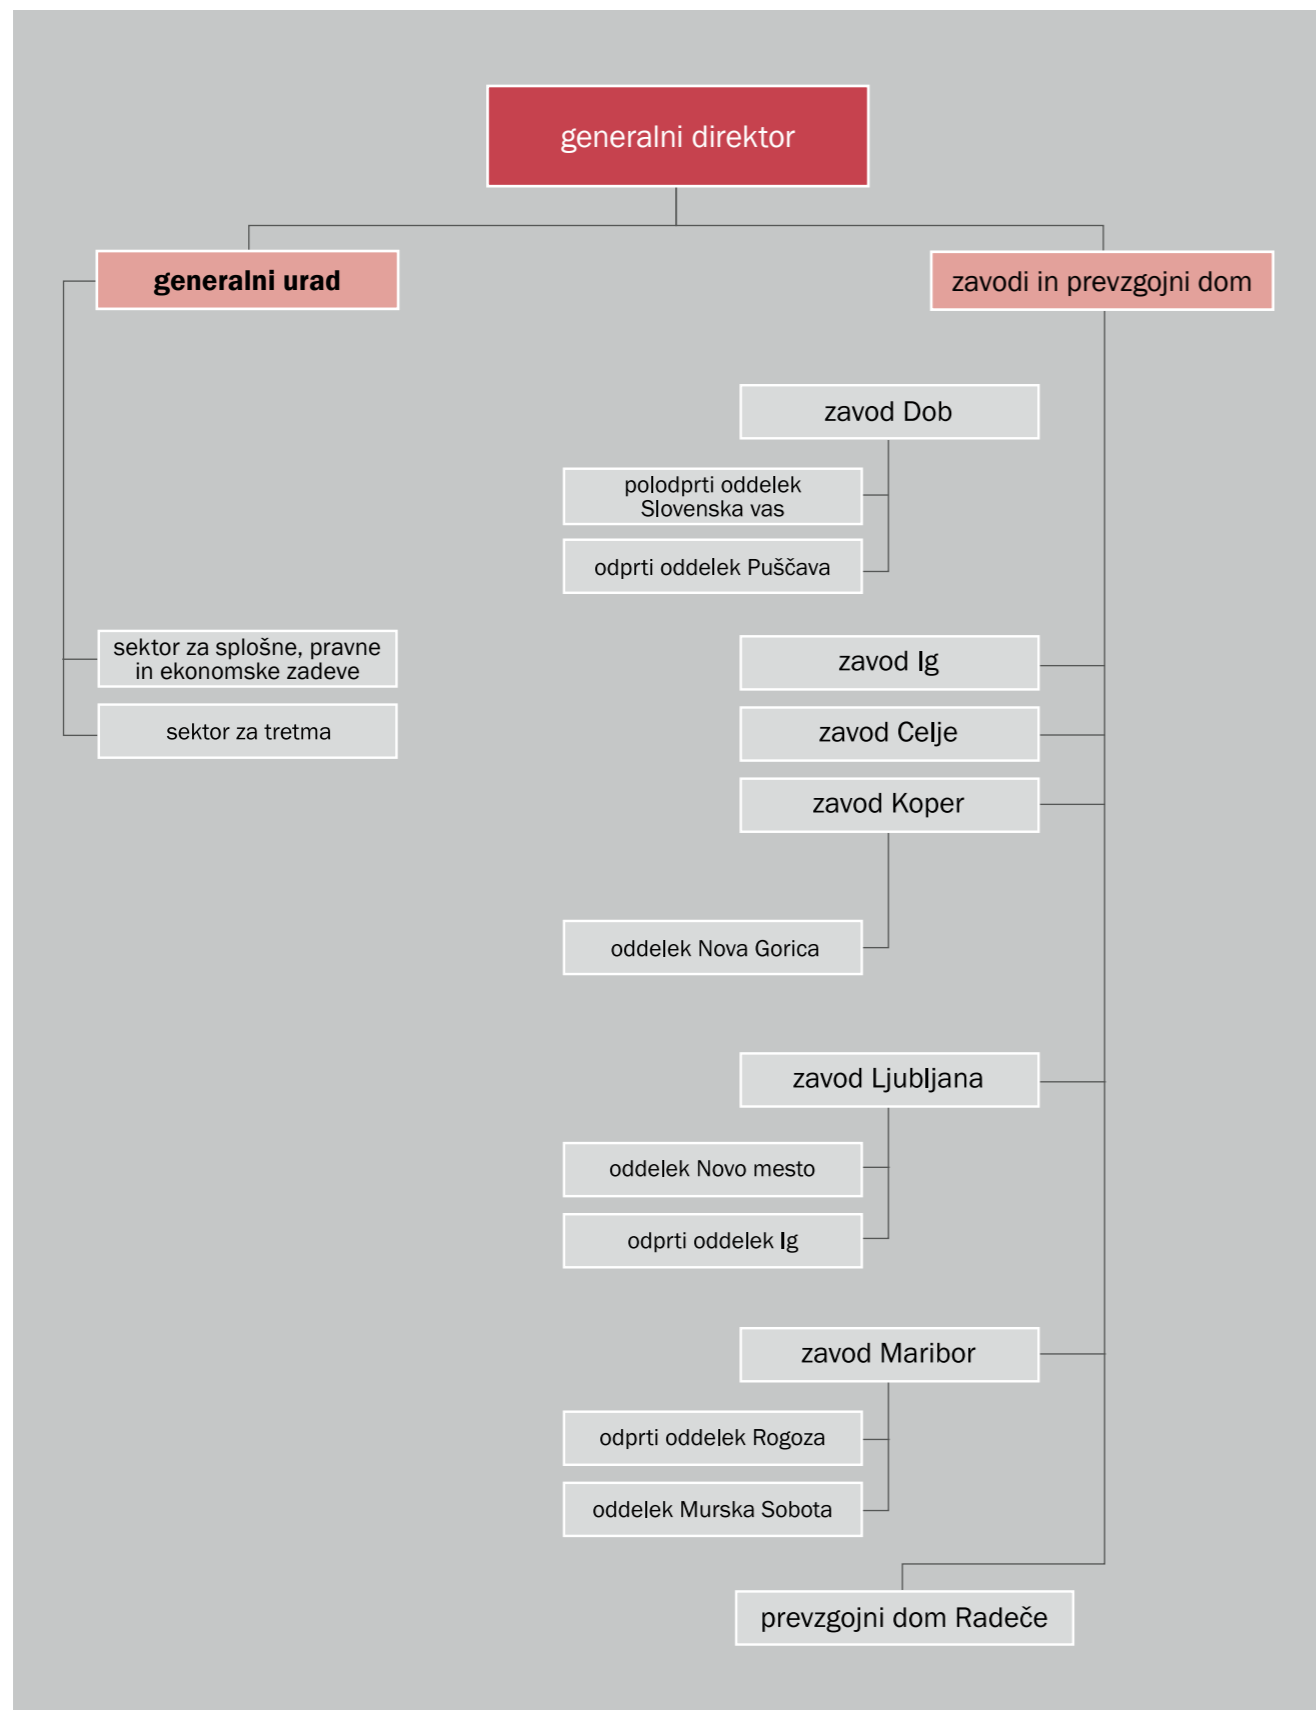 generalni direktor
generalni urad
zavodi in prevzgojni dom
zavod Dob
polodprti oddelek
Slovenska vas
odprti oddelek Puščava
sektor za splošne, pravne
in ekonomske zadeve
sektor za tretma
zavod Ig
zavod Celje
zavod Koper
oddelek Nova Gorica
zavod Ljubljana
oddelek Novo mesto
odprti oddelek Ig
zavod Maribor
odprti oddelek Rogoza
oddelek Murska Sobota
prevzgojni dom Radeče